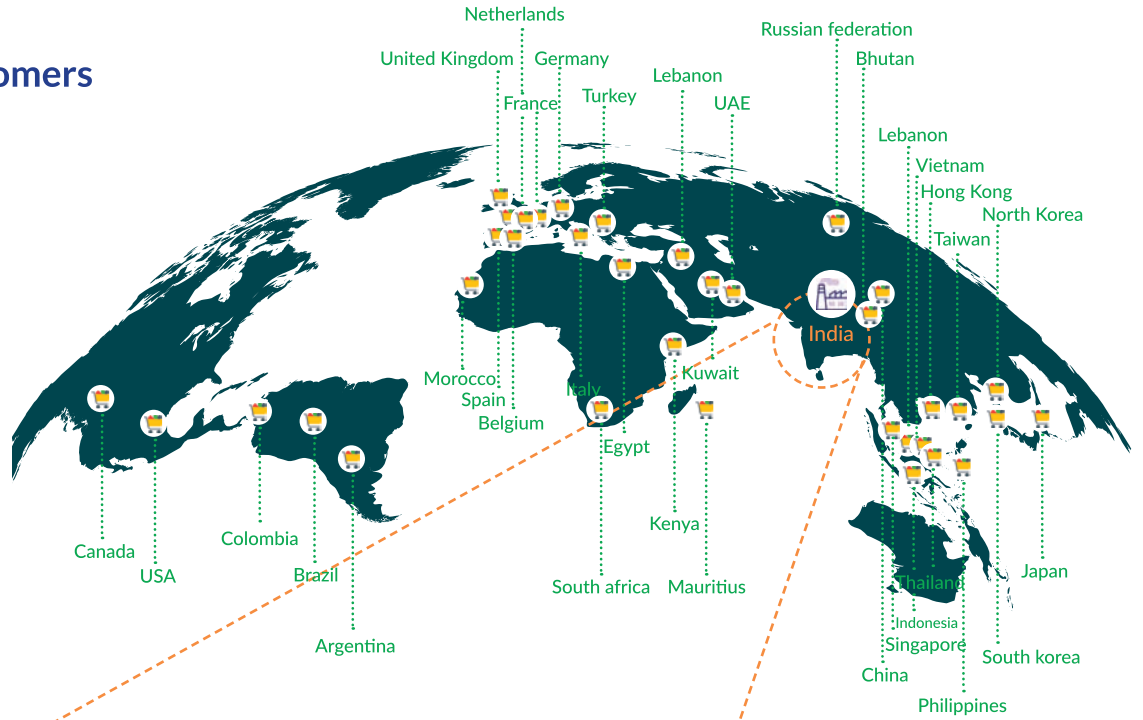 omers
Netherlands
Russian federation
United Kingdom
Germany
Bhutan
Lebanon
Turkey
UAE
France
Lebanon
Vietnam
Hong Kong
North Korea
Taiwan
India
Morocco
Kuwait
Italy
Spain
Belgium
Egypt
Kenya
Colombia
Canada
USA
Brazil
South africa
Mauritius
Japan
Thailand
Indonesia
Argentina
Singapore
South korea
China
Philippines